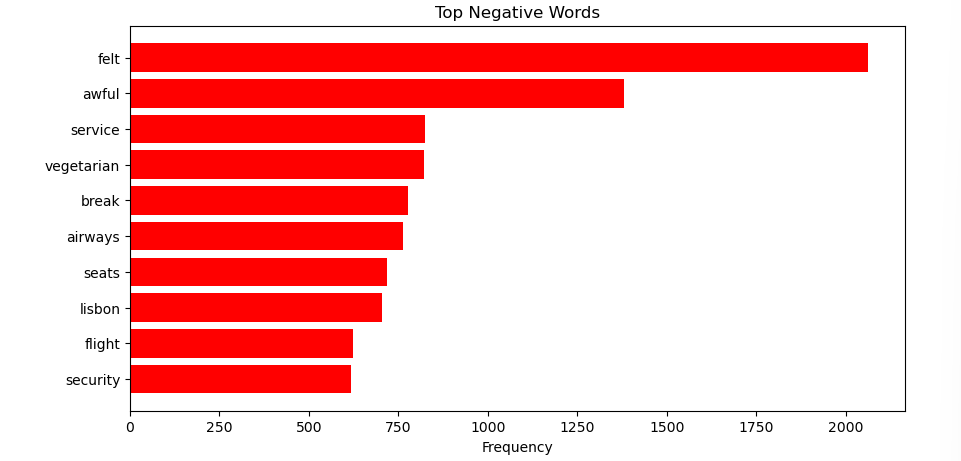 Top Negative Words
felt
awful
service
vegetarian
break
airways
seats
lisbon
flight
security
0 250 500 750 1000 1250 1500 1750 2000
Frequency